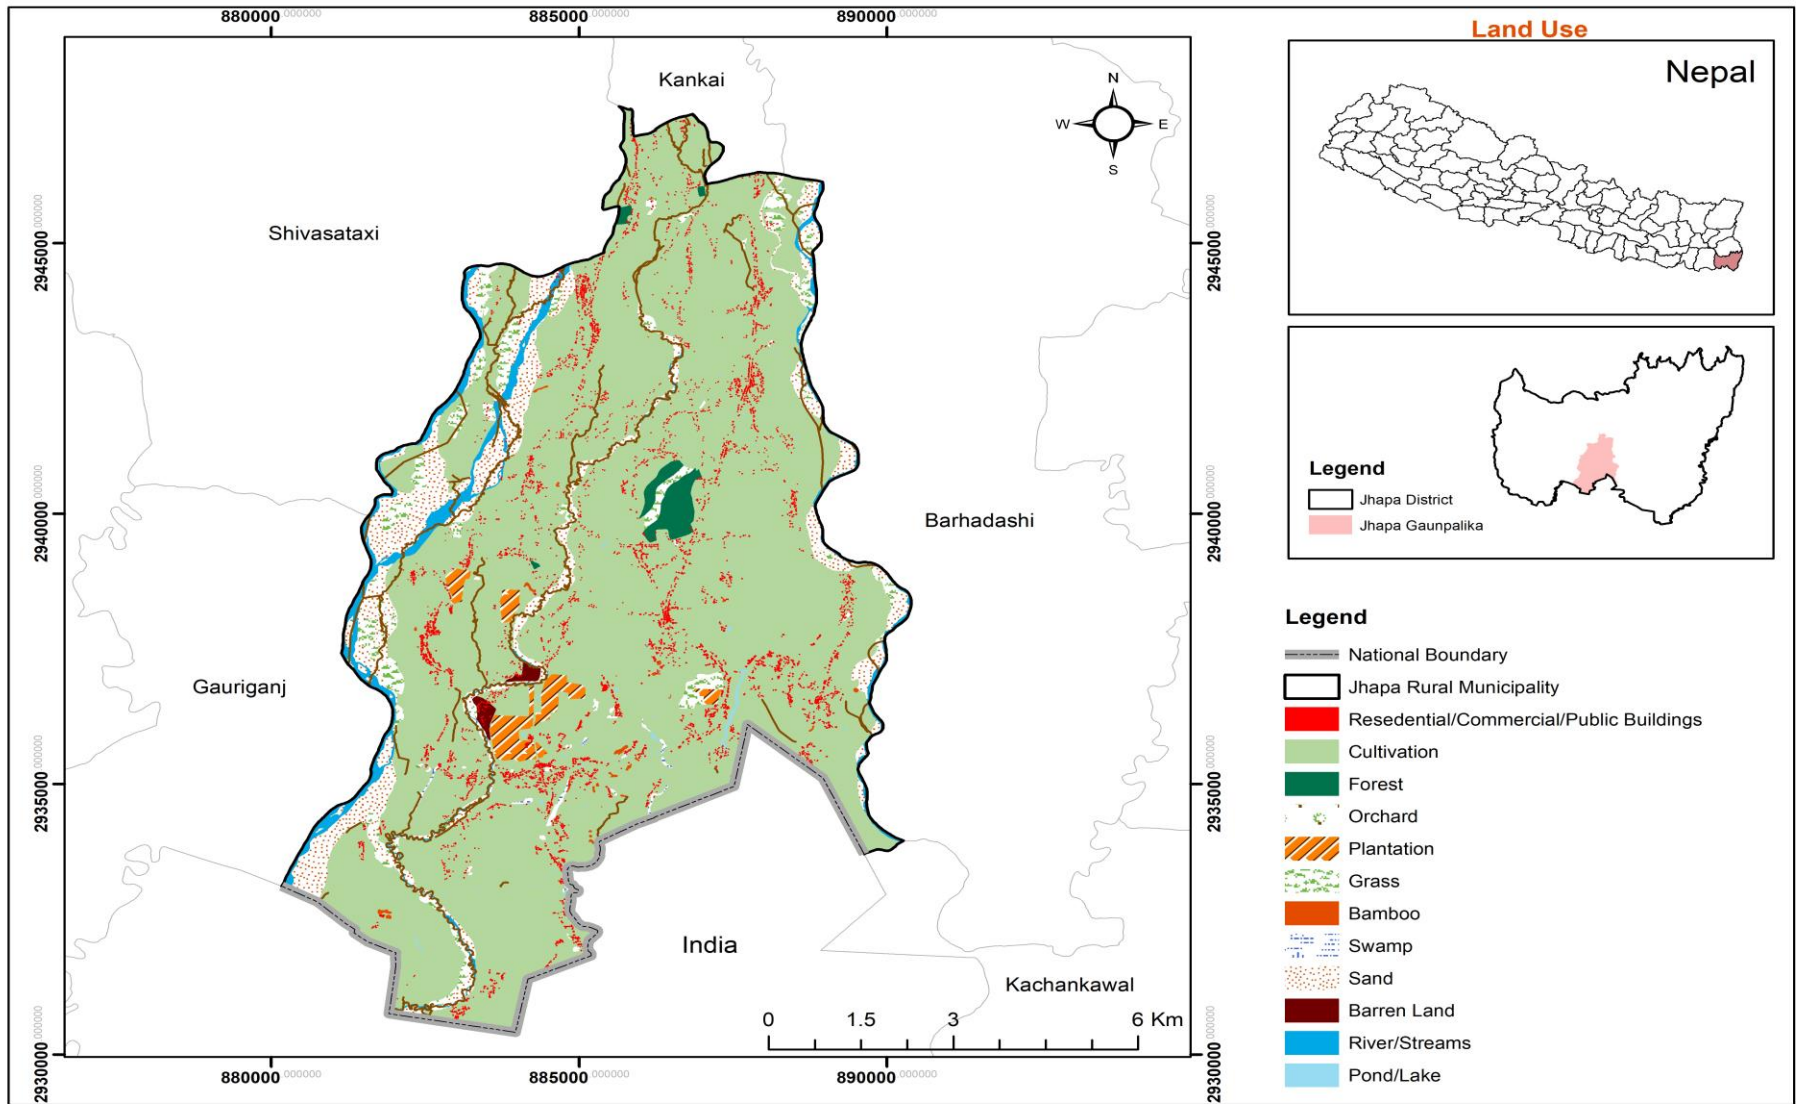 880000.000000 885000.000000 890000.000000
Land Use
Nepal
Kankai
N
W E
S
Shivasataxi
2945000.000000 2945000.000000
Legend
Jhapa District
Jhapa Gaunpalika
2940000.000000 2940000.000000
Barhadashi
Gauriganj
Legend
National Boundary
Jhapa Rural Municipality
Resedential/Commercial/Public Buildings
Cultivation
Forest
2935000.000000 2935000.000000
Orchard
Plantation
Grass
Bamboo
India
Swamp
Kachankawal
Sand
0 1.5 3 6 Km
Barren Land
River/Streams
2930000.000000 2930000.000000
Pond/Lake
880000.000000 885000.000000 890000.000000